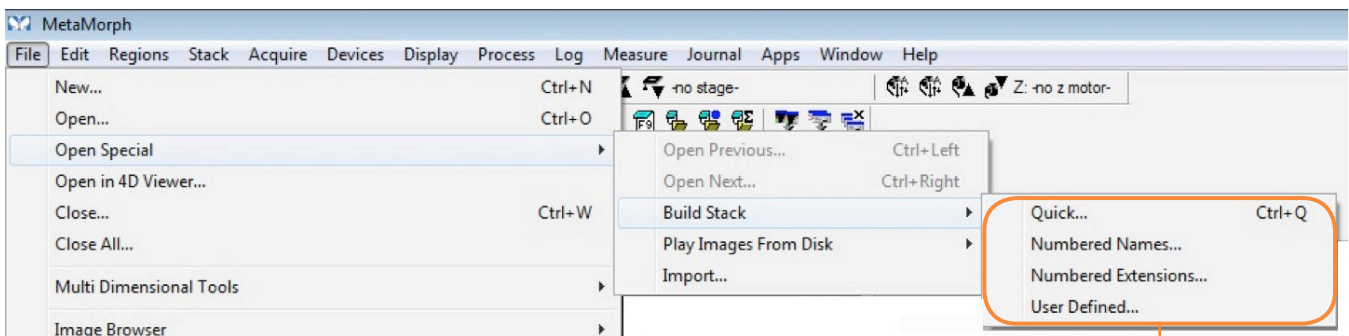 MetaMorph
File Edit Regions Stack Acquire Devices Display Process Log Measure Journal Apps Window Help
New... Ctrl+N
-no stage- Z: -no z motor-
Open... Ctrl+O
F9
Open Special
Open Previous... Ctrl+Left
Open in 4D Viewer...
Open Next... Ctrl+Right
Close... Ctrl+W
Build Stack
Quick... Ctrl+Q
Close All...
Play Images From Disk
Numbered Names...
Import...
Numbered Extensions...
Multi Dimensional Tools
User Defined...
Image Browser